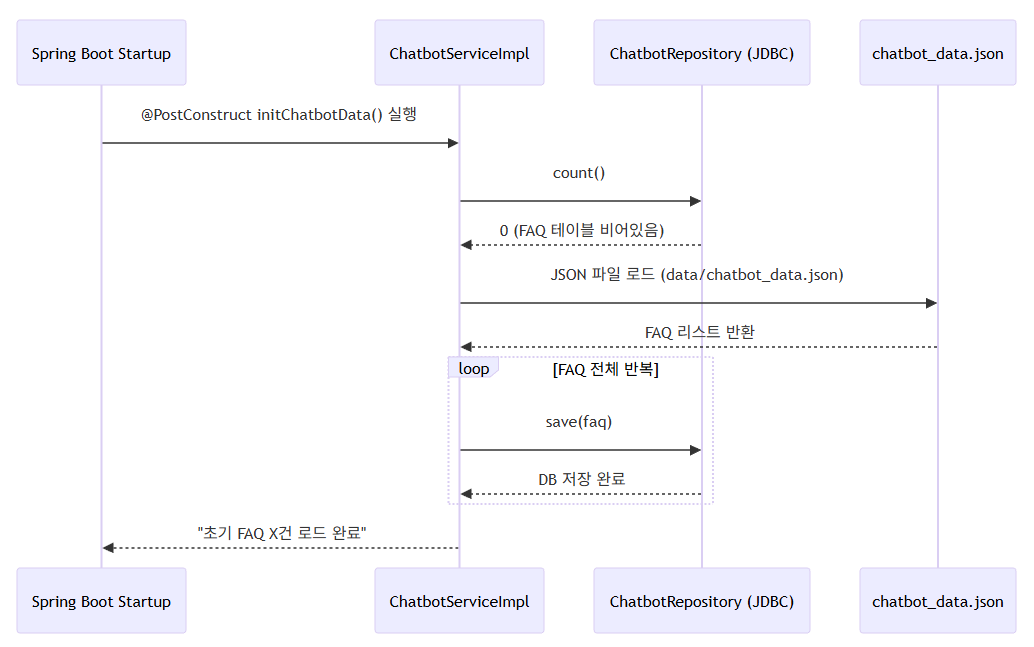 Spring Boot Startup
ChatbotServiceImpl
ChatbotRepository (JDBC)
chatbot_data.json
@PostConstruct initChatbotData() 실행
count()
0 (FAQ 테이블 비어있음)
JSON 파일 로드 (data/chatbot_data.json)
FAQ 리스트 반환
loop
[FAQ 전체 반복]
save(faq)
DB 저장 완료
"초기 FAQ X건 로드 완료"
Spring Boot Startup
ChatbotServiceImpl
ChatbotRepository (JDBC)
chatbot_data.json